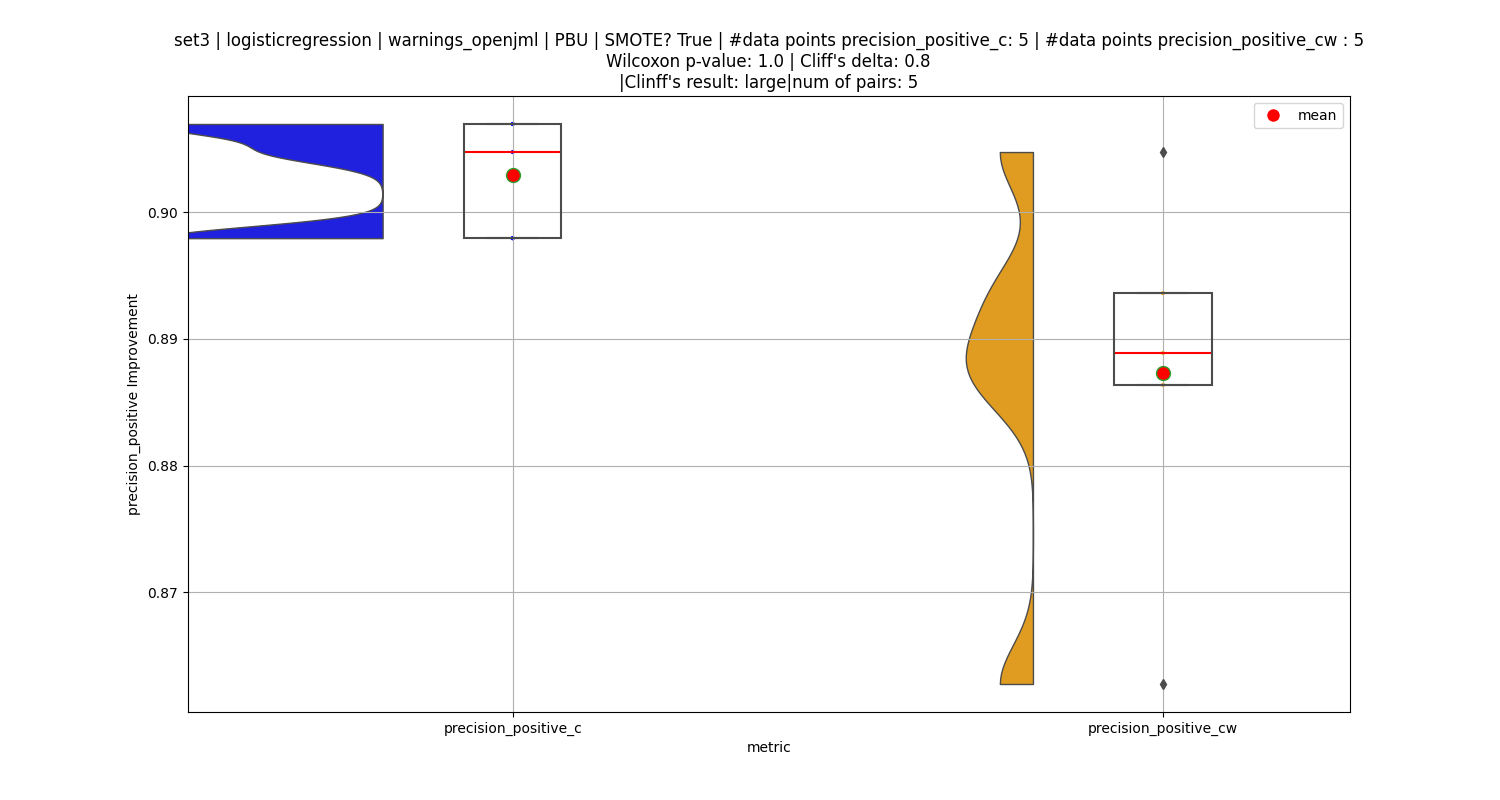 set3 | logisticregression | warnings_openjml | PBU | SMOTE? True | #data points precision_positive_c: 5 | #data points precision_positive_cw : 5
Wilcoxon p-value: 1.0 | Cliff's delta: 0.8
|Clinff's result: large|num of pairs: 5
mean
0.90
0.89
0.88
0.87
precision_positive Improvement
precision_positive_c
precision_positive_cw
metric